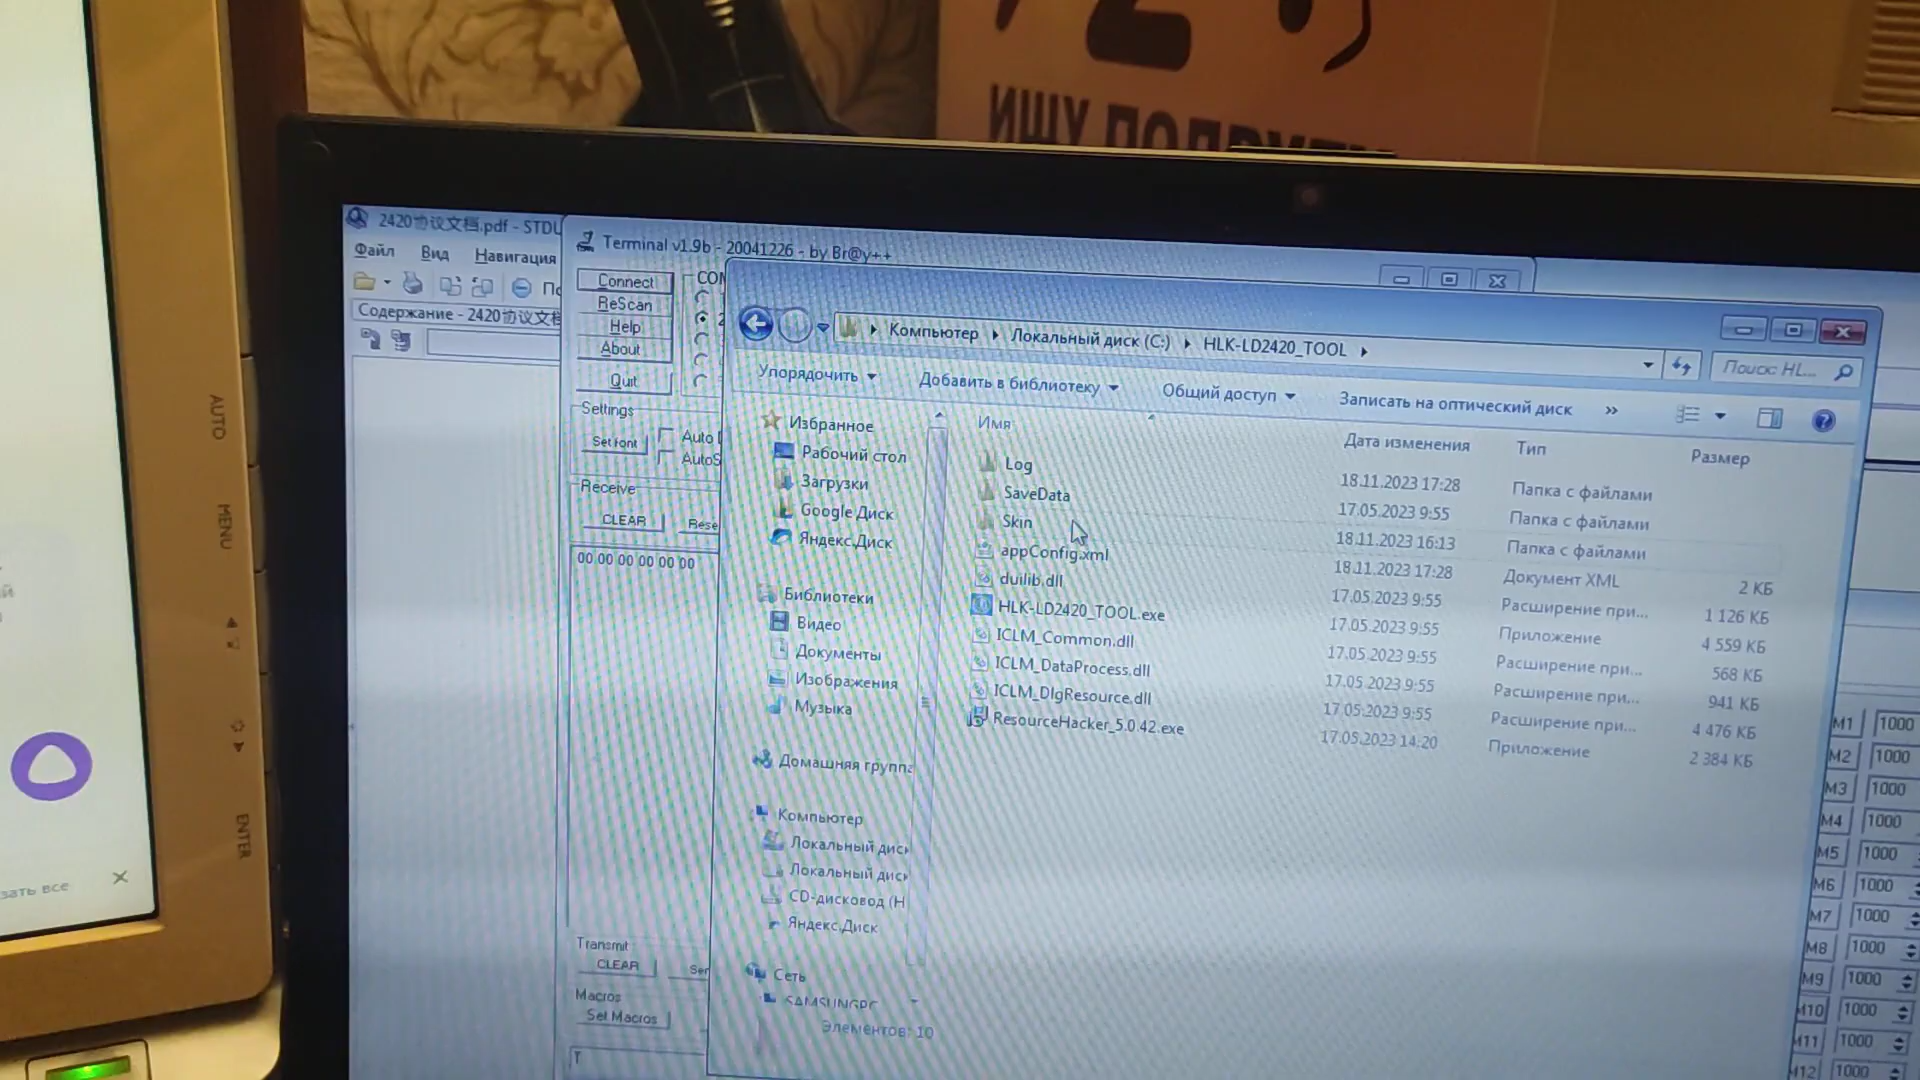 ИЩУ
2420协议文档.pdf - STDU
Файл Вид Навигация
Содержание - 2420协议文档
Terminal v1.9b - 20041226 - by Br@y++
Connect
ReScan
Help
About
Quit
Settings
Set font
Auto
AutoS
Receive
CLEAR
Rese
00 00 00 00 00 00
Transmit
CLEAR
Ser
Macros
Set Macros
T
Компьютер Локальный диск (C:) HLK-LD2420_TOOL
Поиск: HL...
Упорядочить Добавить в библиотеку Общий доступ Записать на оптический диск »
Избранное
Рабочий стол
Загрузки
Google Диск
Яндекс.Диск
Библиотеки
Видео
Документы
Изображения
Музыка
Домашняя группа
Компьютер
Локальный диск
Локальный диск
CD-дисковод (H
Яндекс.Диск
Сеть
SAMSUNGPC
Элементов: 10
Имя Дата изменения Тип Размер
Log 18.11.2023 17:28 Папка с файлами
SaveData 17.05.2023 9:55 Папка с файлами
Skin 18.11.2023 16:13 Папка с файлами
appConfig.xml 18.11.2023 17:28 Документ XML 2 КБ
duilib.dll 17.05.2023 9:55 Расширение при... 1 126 КБ
HLK-LD2420_TOOL.exe 17.05.2023 9:55 Приложение 4 559 КБ
ICLM_Common.dll 17.05.2023 9:55 Расширение при... 568 КБ
ICLM_DataProcess.dll 17.05.2023 9:55 Расширение при... 941 КБ
ICLM_DlgResource.dll 17.05.2023 9:55 Расширение при... 4 476 КБ
ResourceHacker_5.0.42.exe 17.05.2023 14:20 Приложение 2 384 КБ
M1 1000
M2 1000
M3 1000
M4 1000
M5 1000
M6 1000
M7 1000
M8 1000
M9 1000
M10 1000
M11 1000
M12 1000
AUTO
MENU
ENTER
зать все